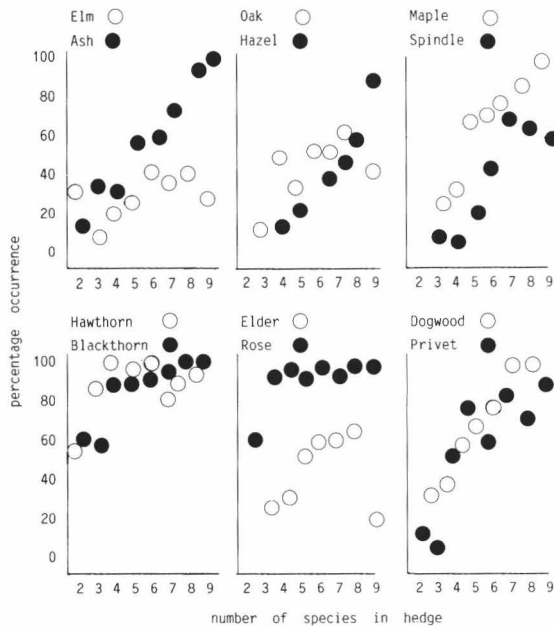 Elm Oak Maple
Ash Hazel Spindle
100
80
60
40
20
0
2 3 4 5 6 7 8 9 2 3 4 5 6 7 8 9 2 3 4 5 6 7 8 9
percentage occurrence
Hawthorn Elder Dogwood
Blackthorn Rose Privet
100
80
60
40
20
0
2 3 4 5 6 7 8 9 2 3 4 5 6 7 8 9 2 3 4 5 6 7 8 9
number of species in hedge